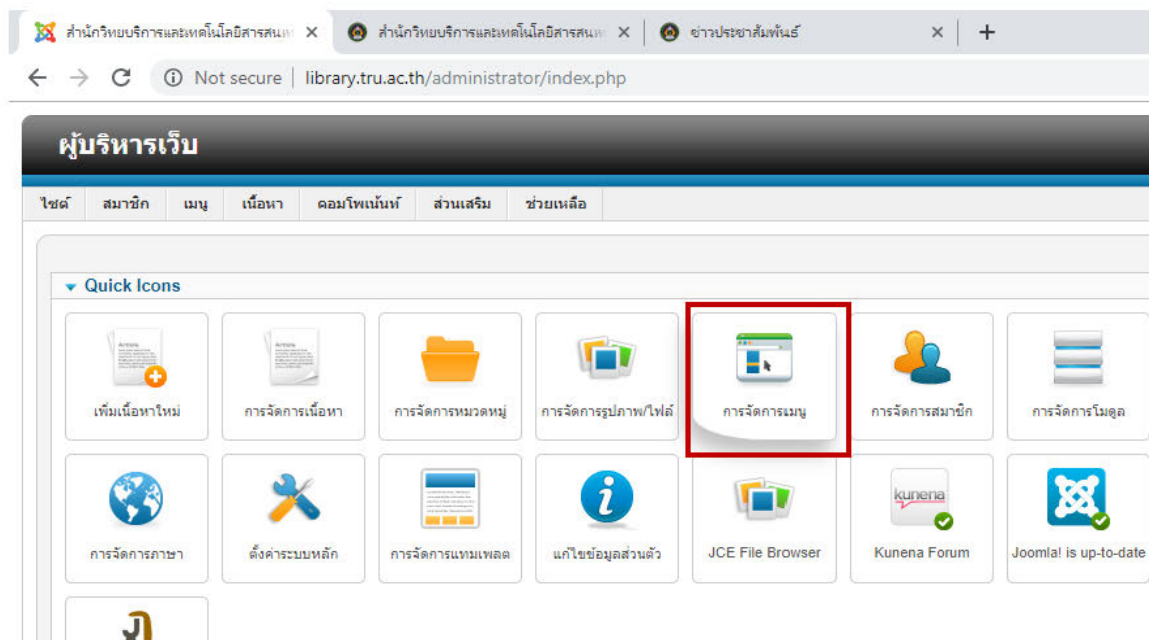 สำนักวิทยบริการและเทคโนโลยีสารสนเท
สำนักวิทยบริการและเทคโนโลยีสารสนเท
ข่าวประชาสัมพันธ์
Not secure | library.tru.ac.th/administrator/index.php
ผู้บริหารเว็บ
ไซต์ สมาชิก เมนู เนื้อหา คอมโพเน้นท์ ส่วนเสริม ช่วยเหลือ
Quick Icons
เพิ่มเนื้อหาใหม่ การจัดการเนื้อหา การจัดการหมวดหมู่ การจัดการรูปภาพ/ไฟล์ การจัดการเมนู การจัดการสมาชิก การจัดการโมดูล
kunena
การจัดการภาษา ตั้งค่าระบบหลัก การจัดการแทมเพลต แก้ไขข้อมูลส่วนตัว JCE File Browser Kunena Forum Joomla! is up-to-date